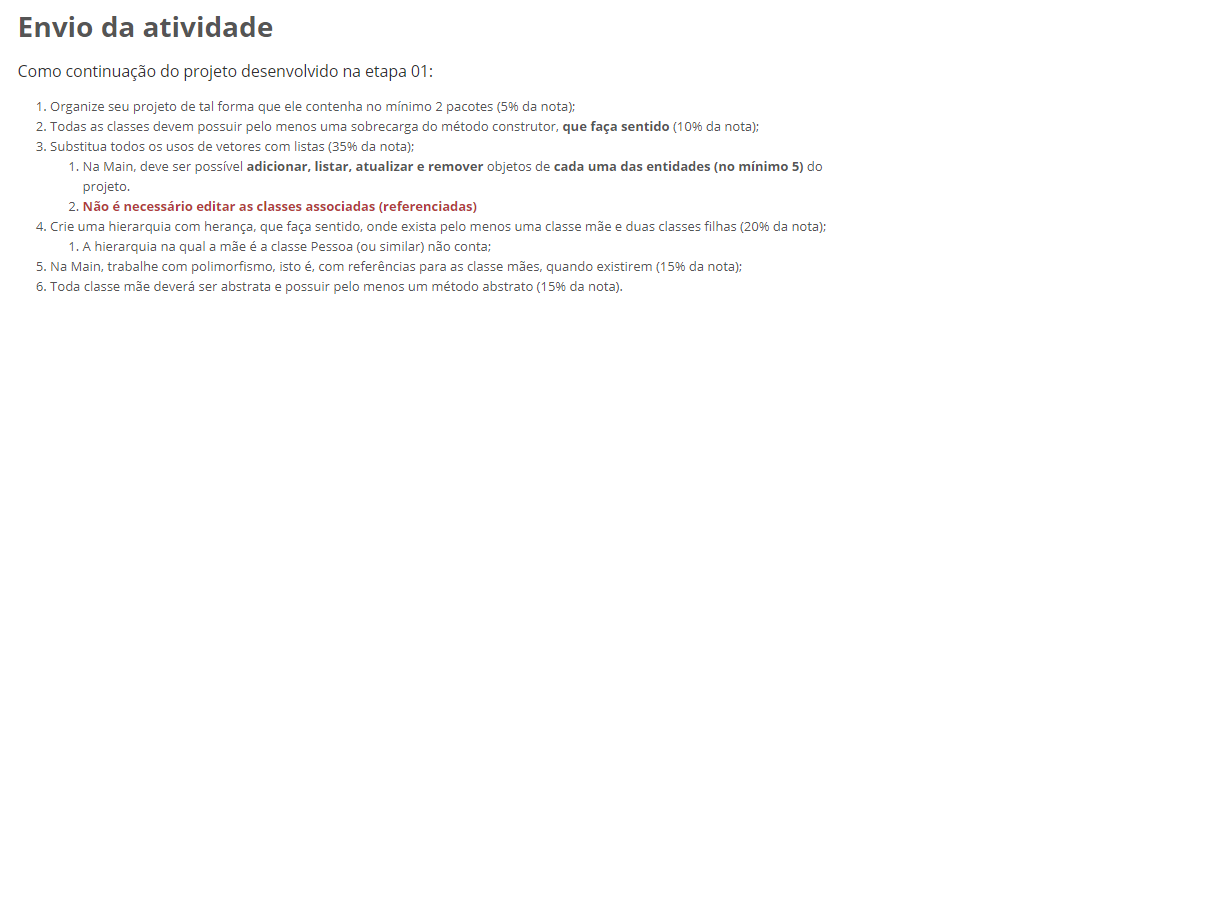 Envio da atividade
Como continuação do projeto desenvolvido na etapa 01:
1. Organize seu projeto de tal forma que ele contenha no mínimo 2 pacotes (5% da nota);
2. Todas as classes devem possuir pelo menos uma sobrecarga do método construtor, que faça sentido (10% da nota);
3. Substitua todos os usos de vetores com listas (35% da nota);
1. Na Main, deve ser possível adicionar, listar, atualizar e remover objetos de cada uma das entidades (no mínimo 5) do
projeto.
2. Não é necessário editar as classes associadas (referenciadas)
4. Crie uma hierarquia com herança, que faça sentido, onde exista pelo menos uma classe mãe e duas classes filhas (20% da nota);
1. A hierarquia na qual a mãe é a classe Pessoa (ou similar) não conta;
5. Na Main, trabalhe com polimorfismo, isto é, com referências para as classe mães, quando existirem (15% da nota);
6. Toda classe mãe deverá ser abstrata e possuir pelo menos um método abstrato (15% da nota).